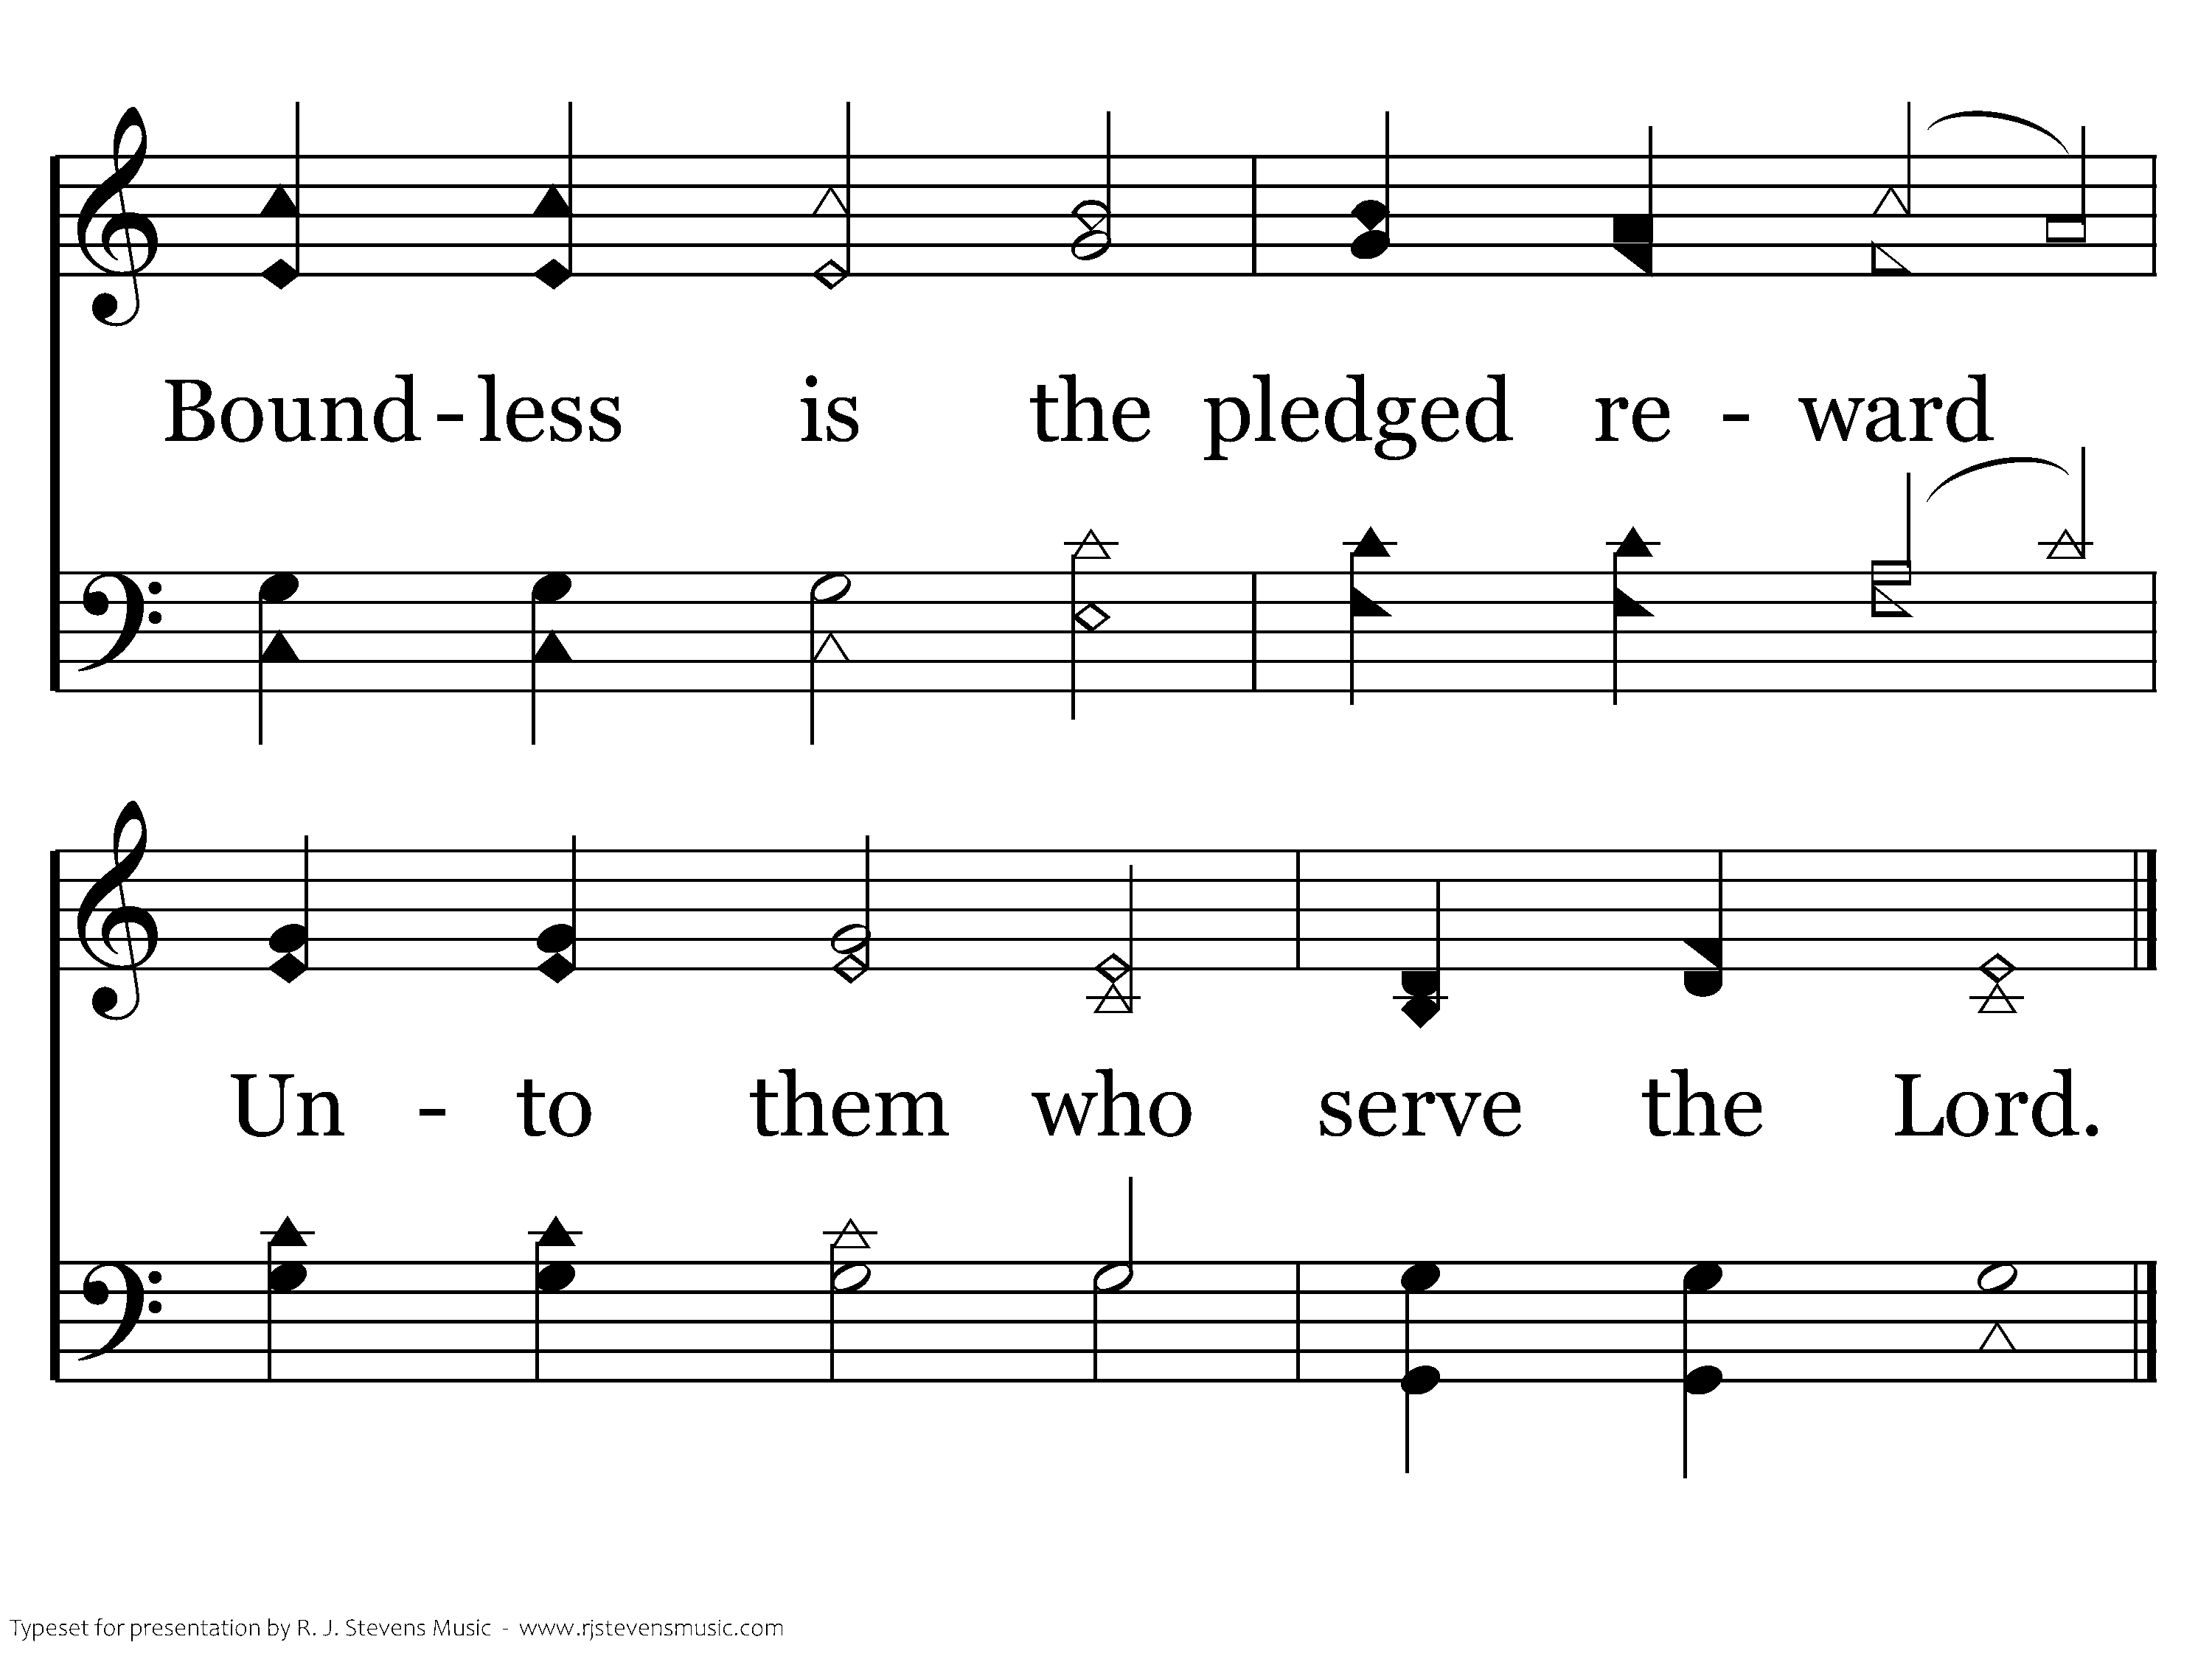 Bound - less is the pledged re - ward
Un - to them who serve the Lord.
Typeset for presentation by R. J. Stevens Music - www.rjstevensmusic.com